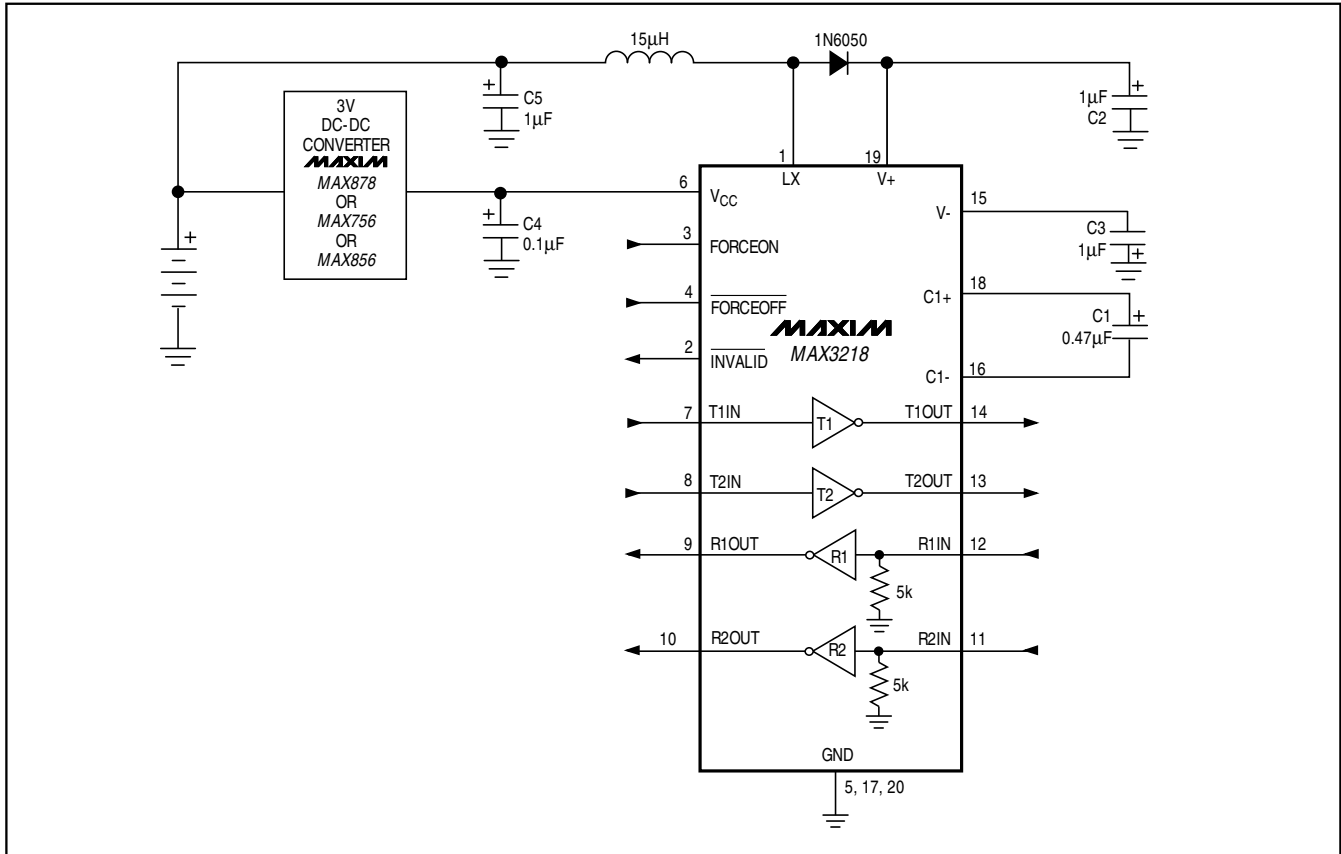 15µH
1N6050
+
C5
1µF
+
1µF
C2
3V
DC-DC
CONVERTER
MAXIM
MAX878
OR
MAX756
OR
MAX856
+
+
C4
0.1µF
1
LX
19
V+
6
VCC
3
FORCEON
4
FORCEOFF
2
INVALID
MAXIM
MAX3218
V-
15
C3
1µF
+
C1+
18
C1
0.47µF
+
C1-
16
7
T1IN
T1
T1OUT
14
8
T2IN
T2
T2OUT
13
9
R1OUT
R1
R1IN
12
5k
10
R2OUT
R2
R2IN
11
5k
GND
5, 17, 20